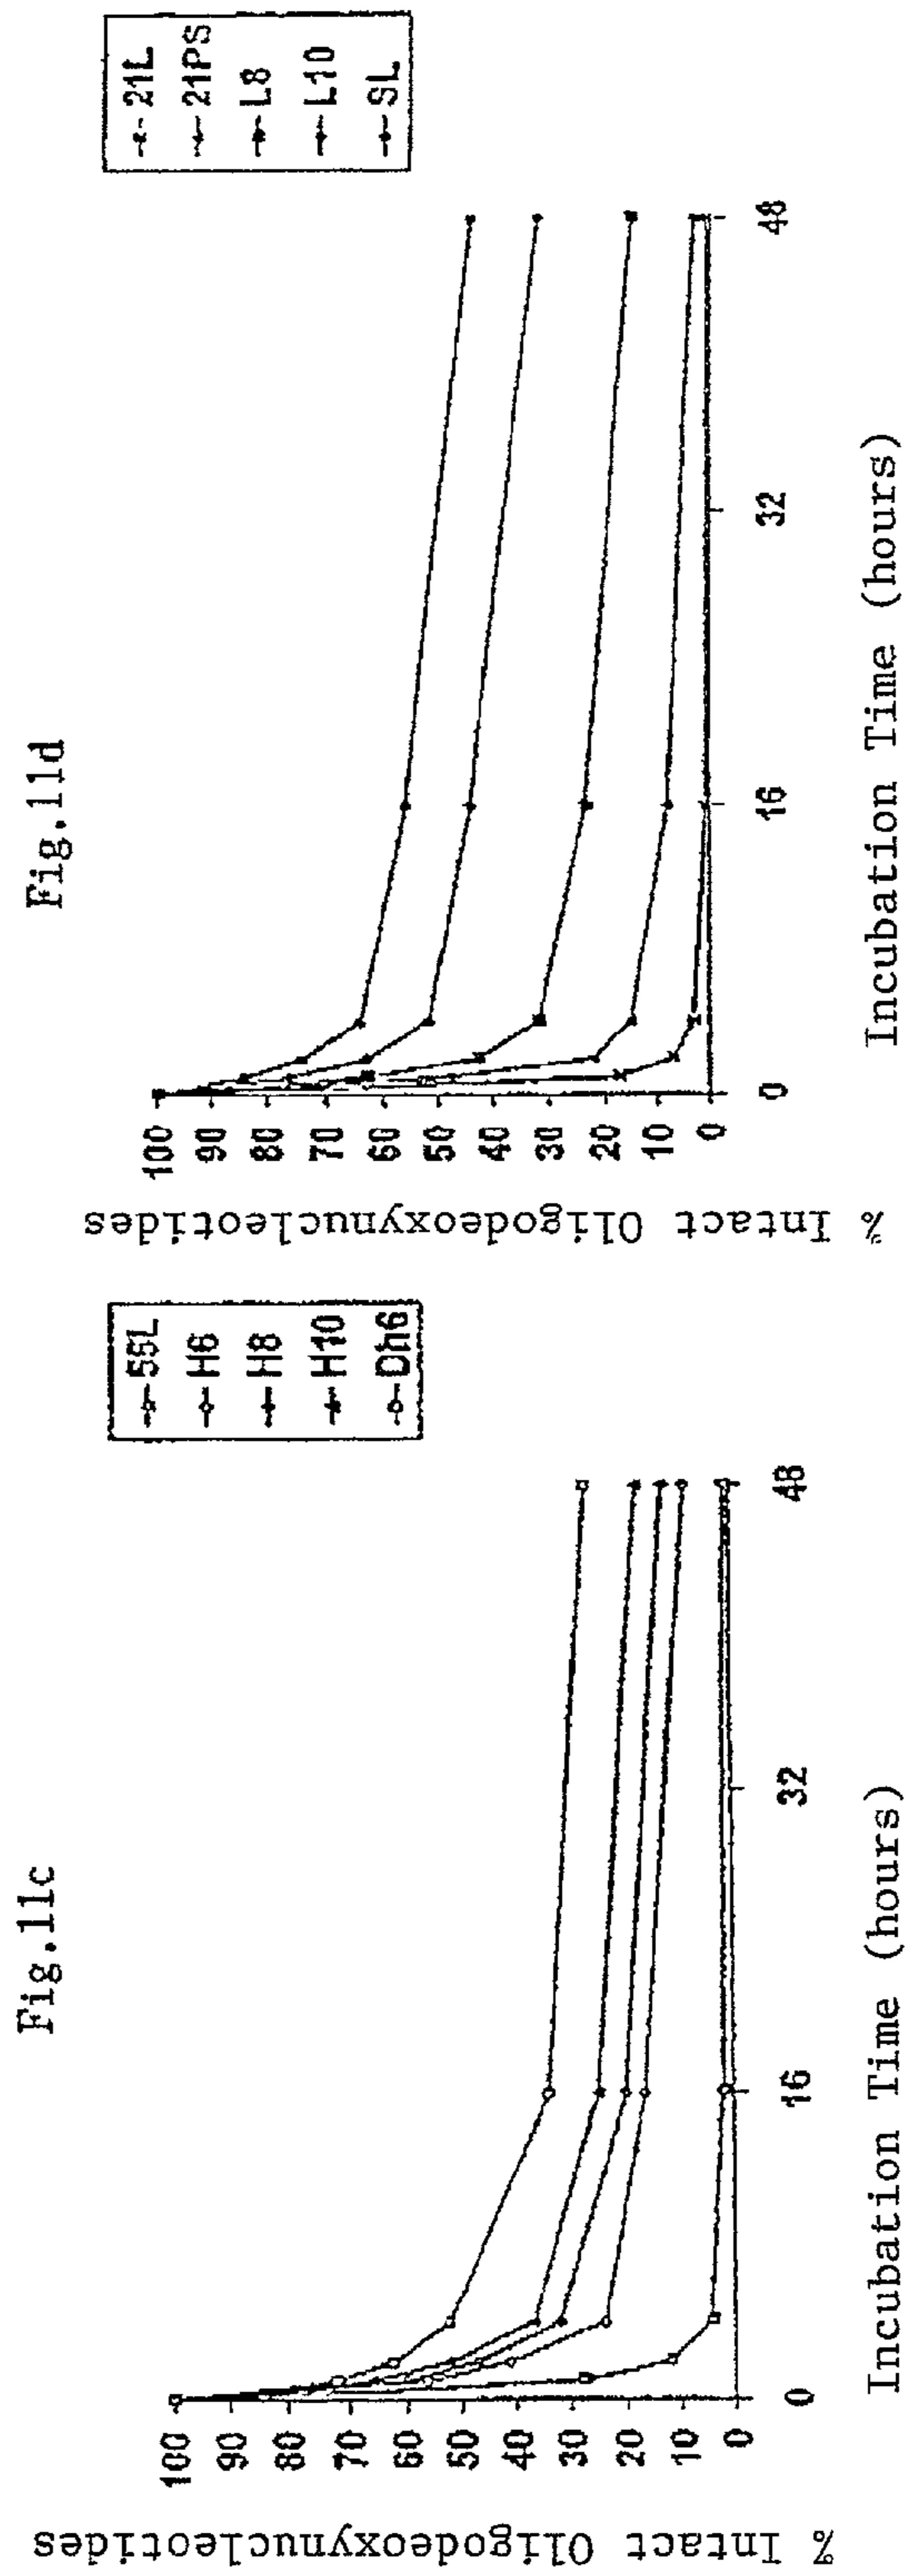 Fig.11c
% Intact Oligodeoxynucleotides
100
90
80
70
60
50
40
30
20
10
0
0
16
32
48
Incubation Time (hours)
5SL
H6
H8
H10
Dh6
Fig.11d
% Intact Oligodeoxynucleotides
100
90
80
70
60
50
40
30
20
10
0
0
16
32
48
Incubation Time (hours)
21L
21PS
L8
L10
SL